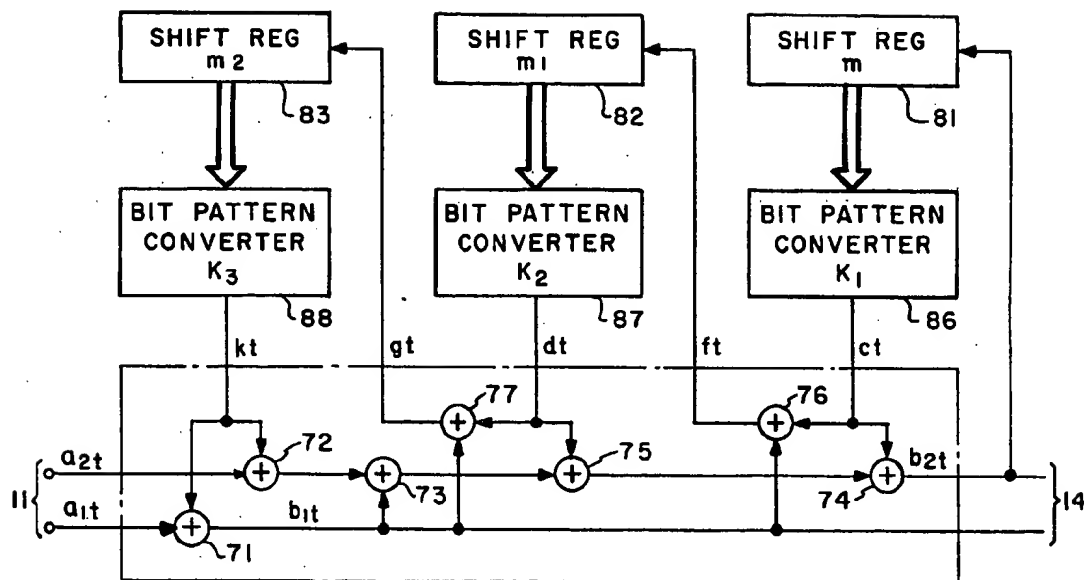 SHIFT REG
m2
83
SHIFT REG
m1
82
SHIFT REG
m
81
BIT PATTERN
CONVERTER
K3
88
BIT PATTERN
CONVERTER
K2
87
BIT PATTERN
CONVERTER
K1
86
kt
gt
dt
ft
ct
77
76
72
75
a2t
73
74
b2t
11
14
a1t
b1t
71